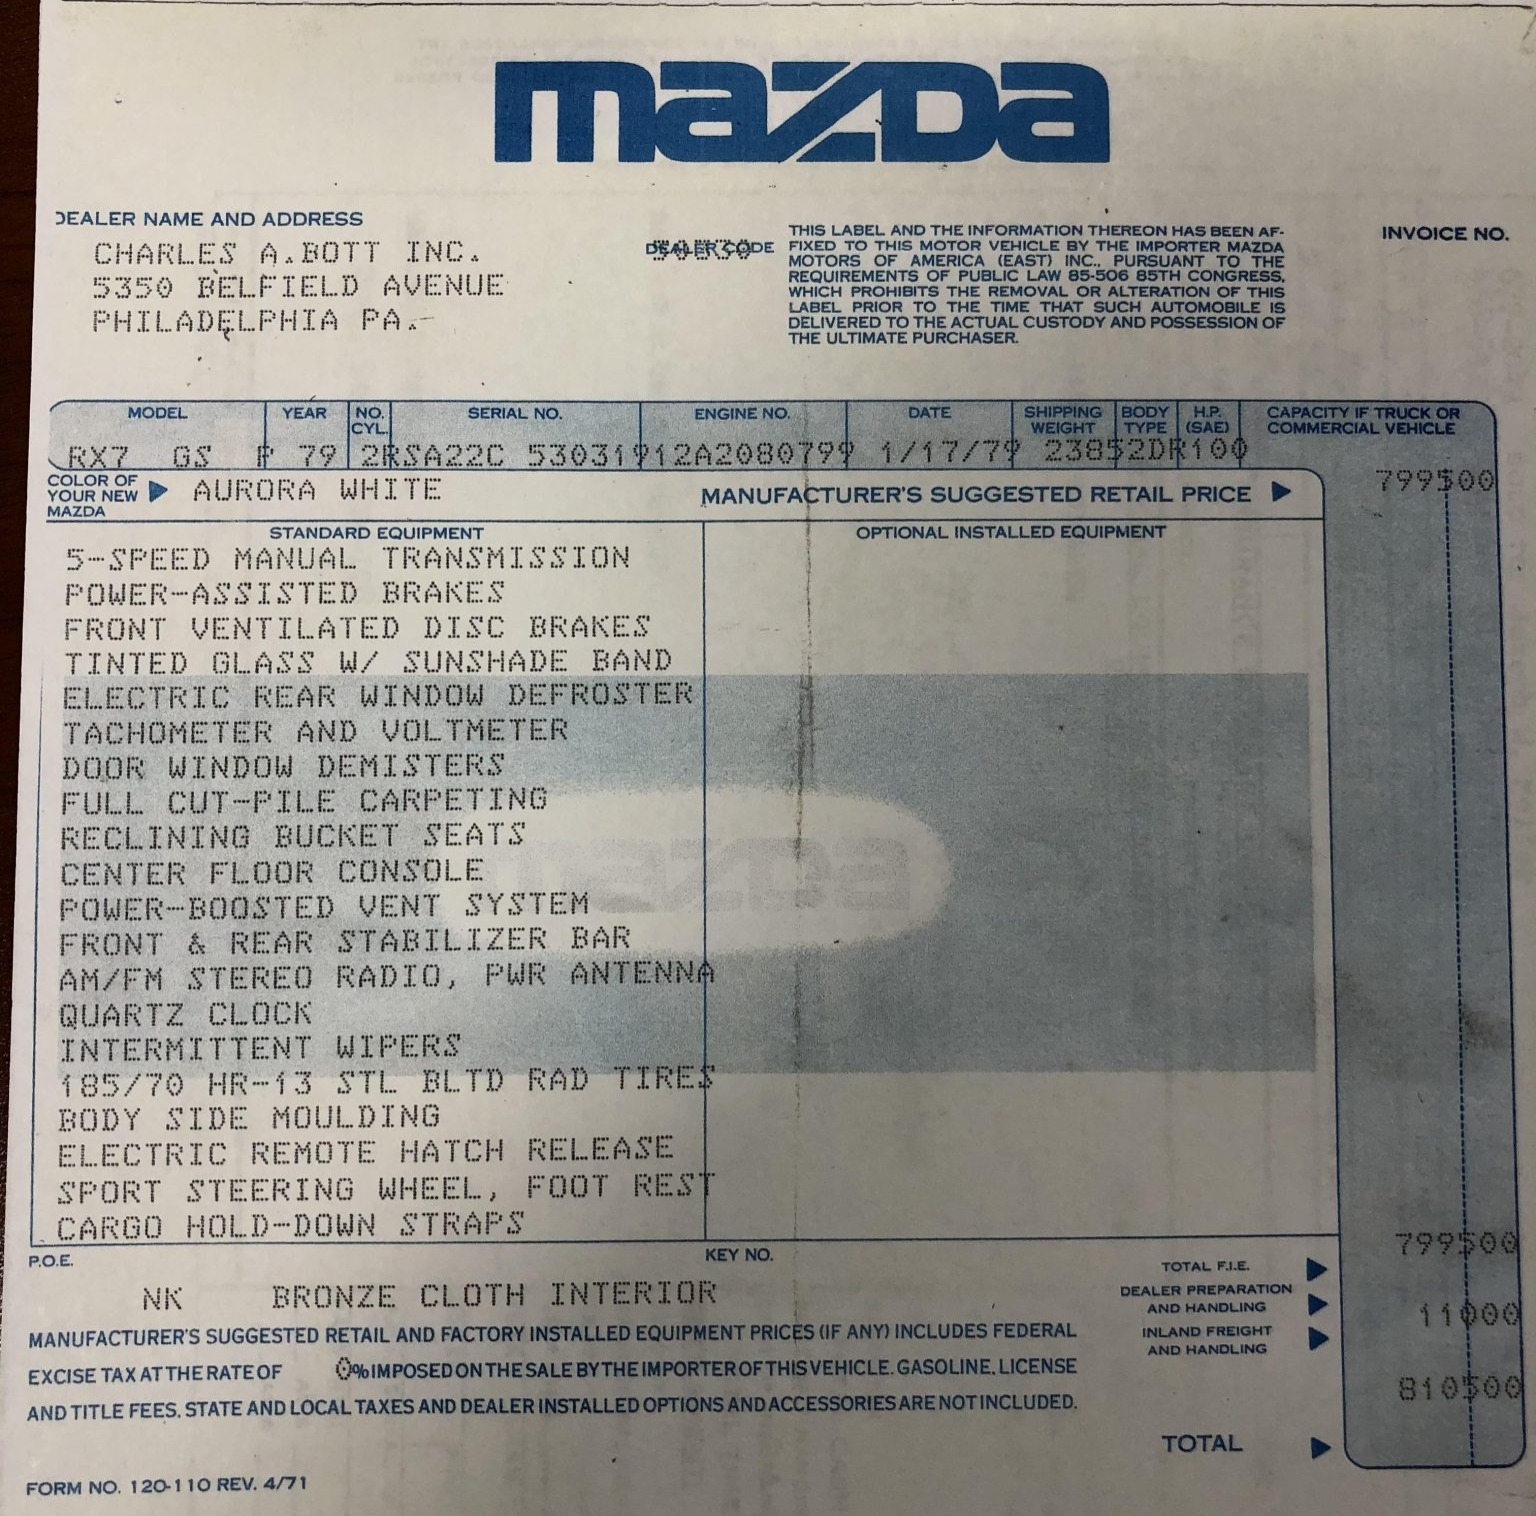 mazda
DEALER NAME AND ADDRESS
CHARLES A.BOTT INC.
5350 BELFIELD AVENUE
PHILADELPHIA PA.
DEALER CODE
THIS LABEL AND THE INFORMATION THEREON HAS BEEN AF-
FIXED TO THIS MOTOR VEHICLE BY THE IMPORTER MAZDA
MOTORS OF AMERICA (EAST) INC., PURSUANT TO THE
REQUIREMENTS OF PUBLIC LAW 85-506 85TH CONGRESS,
WHICH PROHIBITS THE REMOVAL OR ALTERATION OF THIS
LABEL PRIOR TO THE TIME THAT SUCH AUTOMOBILE IS
DELIVERED TO THE ACTUAL CUSTODY AND POSSESSION OF
THE ULTIMATE PURCHASER.
INVOICE NO.
MODEL YEAR NO. CYL. SERIAL NO. ENGINE NO. DATE SHIPPING WEIGHT BODY TYPE H.P. (SAE) CAPACITY IF TRUCK OR COMMERCIAL VEHICLE
RX7 GS P 79 2RSA22C 53031912A2080799 1/17/79 23852DR100
COLOR OF YOUR NEW MAZDA AURORA WHITE
MANUFACTURER'S SUGGESTED RETAIL PRICE 799500
STANDARD EQUIPMENT
OPTIONAL INSTALLED EQUIPMENT
5-SPEED MANUAL TRANSMISSION
POWER-ASSISTED BRAKES
FRONT VENTILATED DISC BRAKES
TINTED GLASS W/ SUNSHADE BAND
ELECTRIC REAR WINDOW DEFROSTER
TACHOMETER AND VOLTMETER
DOOR WINDOW DEMISTERS
FULL CUT-PILE CARPETING
RECLINING BUCKET SEATS
CENTER FLOOR CONSOLE
POWER-BOOSTED VENT SYSTEM
FRONT & REAR STABILIZER BAR
AM/FM STEREO RADIO, PWR ANTENNA
QUARTZ CLOCK
INTERMITTENT WIPERS
185/70 HR-13 STL BLTD RAD TIRES
BODY SIDE MOULDING
ELECTRIC REMOTE HATCH RELEASE
SPORT STEERING WHEEL, FOOT REST
CARGO HOLD-DOWN STRAPS
799500
P.O.E.
KEY NO.
TOTAL F.I.E.
NK BRONZE CLOTH INTERIOR
DEALER PREPARATION
AND HANDLING
11000
INLAND FREIGHT
AND HANDLING
MANUFACTURER'S SUGGESTED RETAIL AND FACTORY INSTALLED EQUIPMENT PRICES (IF ANY) INCLUDES FEDERAL
EXCISE TAX AT THE RATE OF 0% IMPOSED ON THE SALE BY THE IMPORTER OF THIS VEHICLE. GASOLINE, LICENSE
AND TITLE FEES, STATE AND LOCAL TAXES AND DEALER INSTALLED OPTIONS AND ACCESSORIES ARE NOT INCLUDED.
810500
TOTAL
FORM NO. 120-110 REV. 4/71